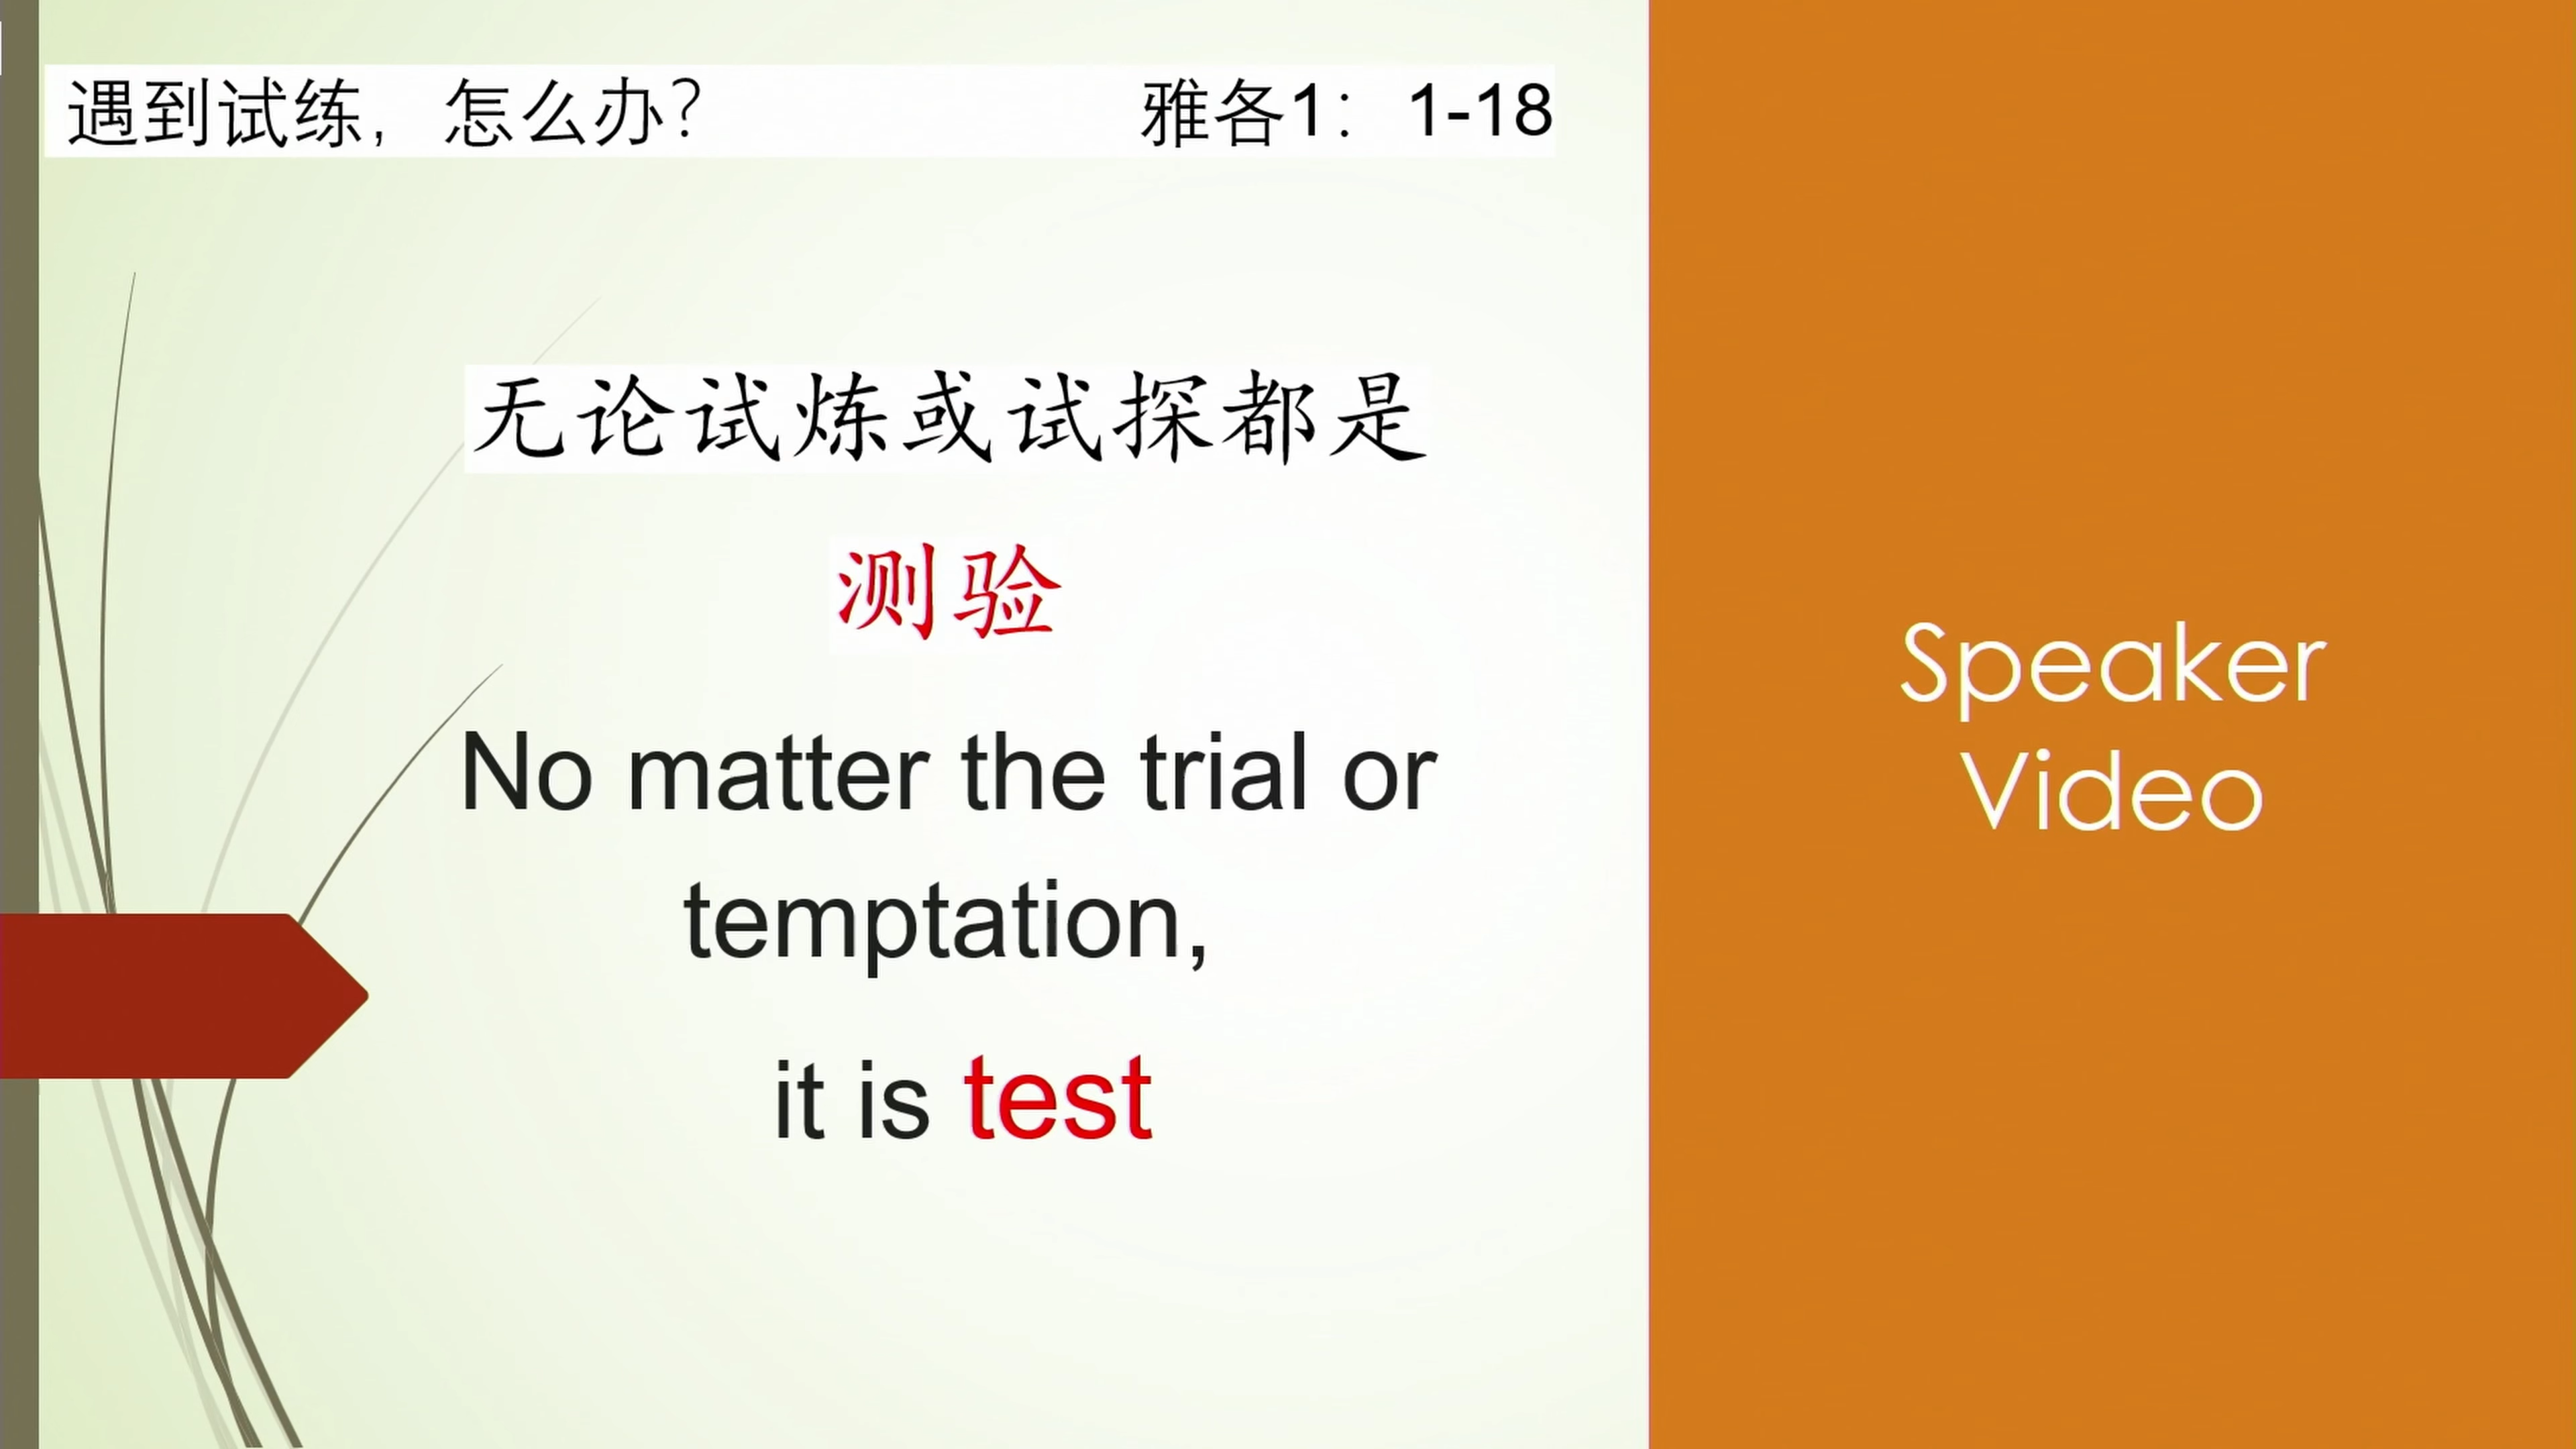 遇到试练，怎么办？ 雅各1：1-18
无论试炼或试探都是
测验
No matter the trial or
temptation,
it is test
Speaker
Video